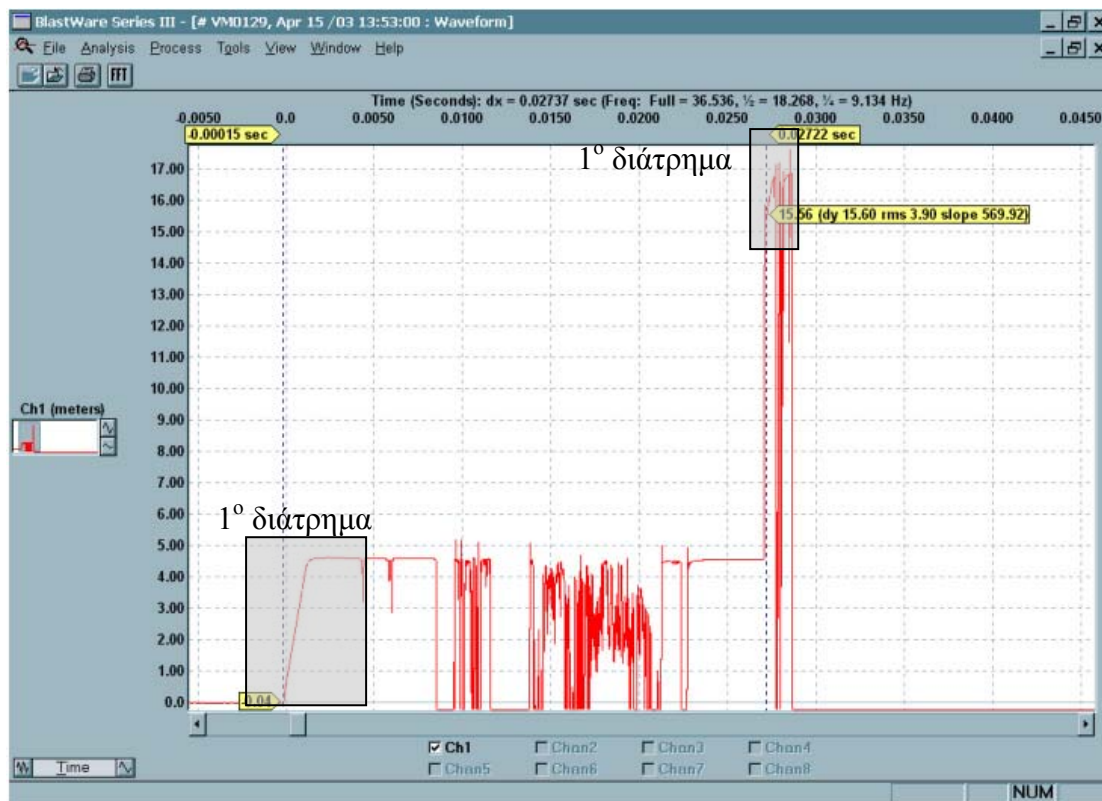 BlastWare Series III - [# VM0129, Apr 15 /03 13:53:00 : Waveform]
File Analysis Process Tools View Window Help
FFT
Time (Seconds): dx = 0.02737 sec (Freq: Full = 36.536, ½ = 18.268, ¼ = 9.134 Hz)
-0.0050 0.0 0.0050 0.0100 0.0150 0.0200 0.0250 0.0300 0.0350 0.0400 0.0450
-0.00015 sec 0.02722 sec
1º διάτρημα
17.00
16.00
15.56 (dy 15.60 rms 3.90 slope 569.92)
15.00
14.00
13.00
12.00
11.00
10.00
9.00
Ch1 (meters)
8.00
7.00
6.00
1º διάτρημα
5.00
4.00
3.00
2.00
1.00
0.0
-0.04
Ch1 Chan2 Chan3 Chan4
Chan5 Chan6 Chan7 Chan8
Time
NUM